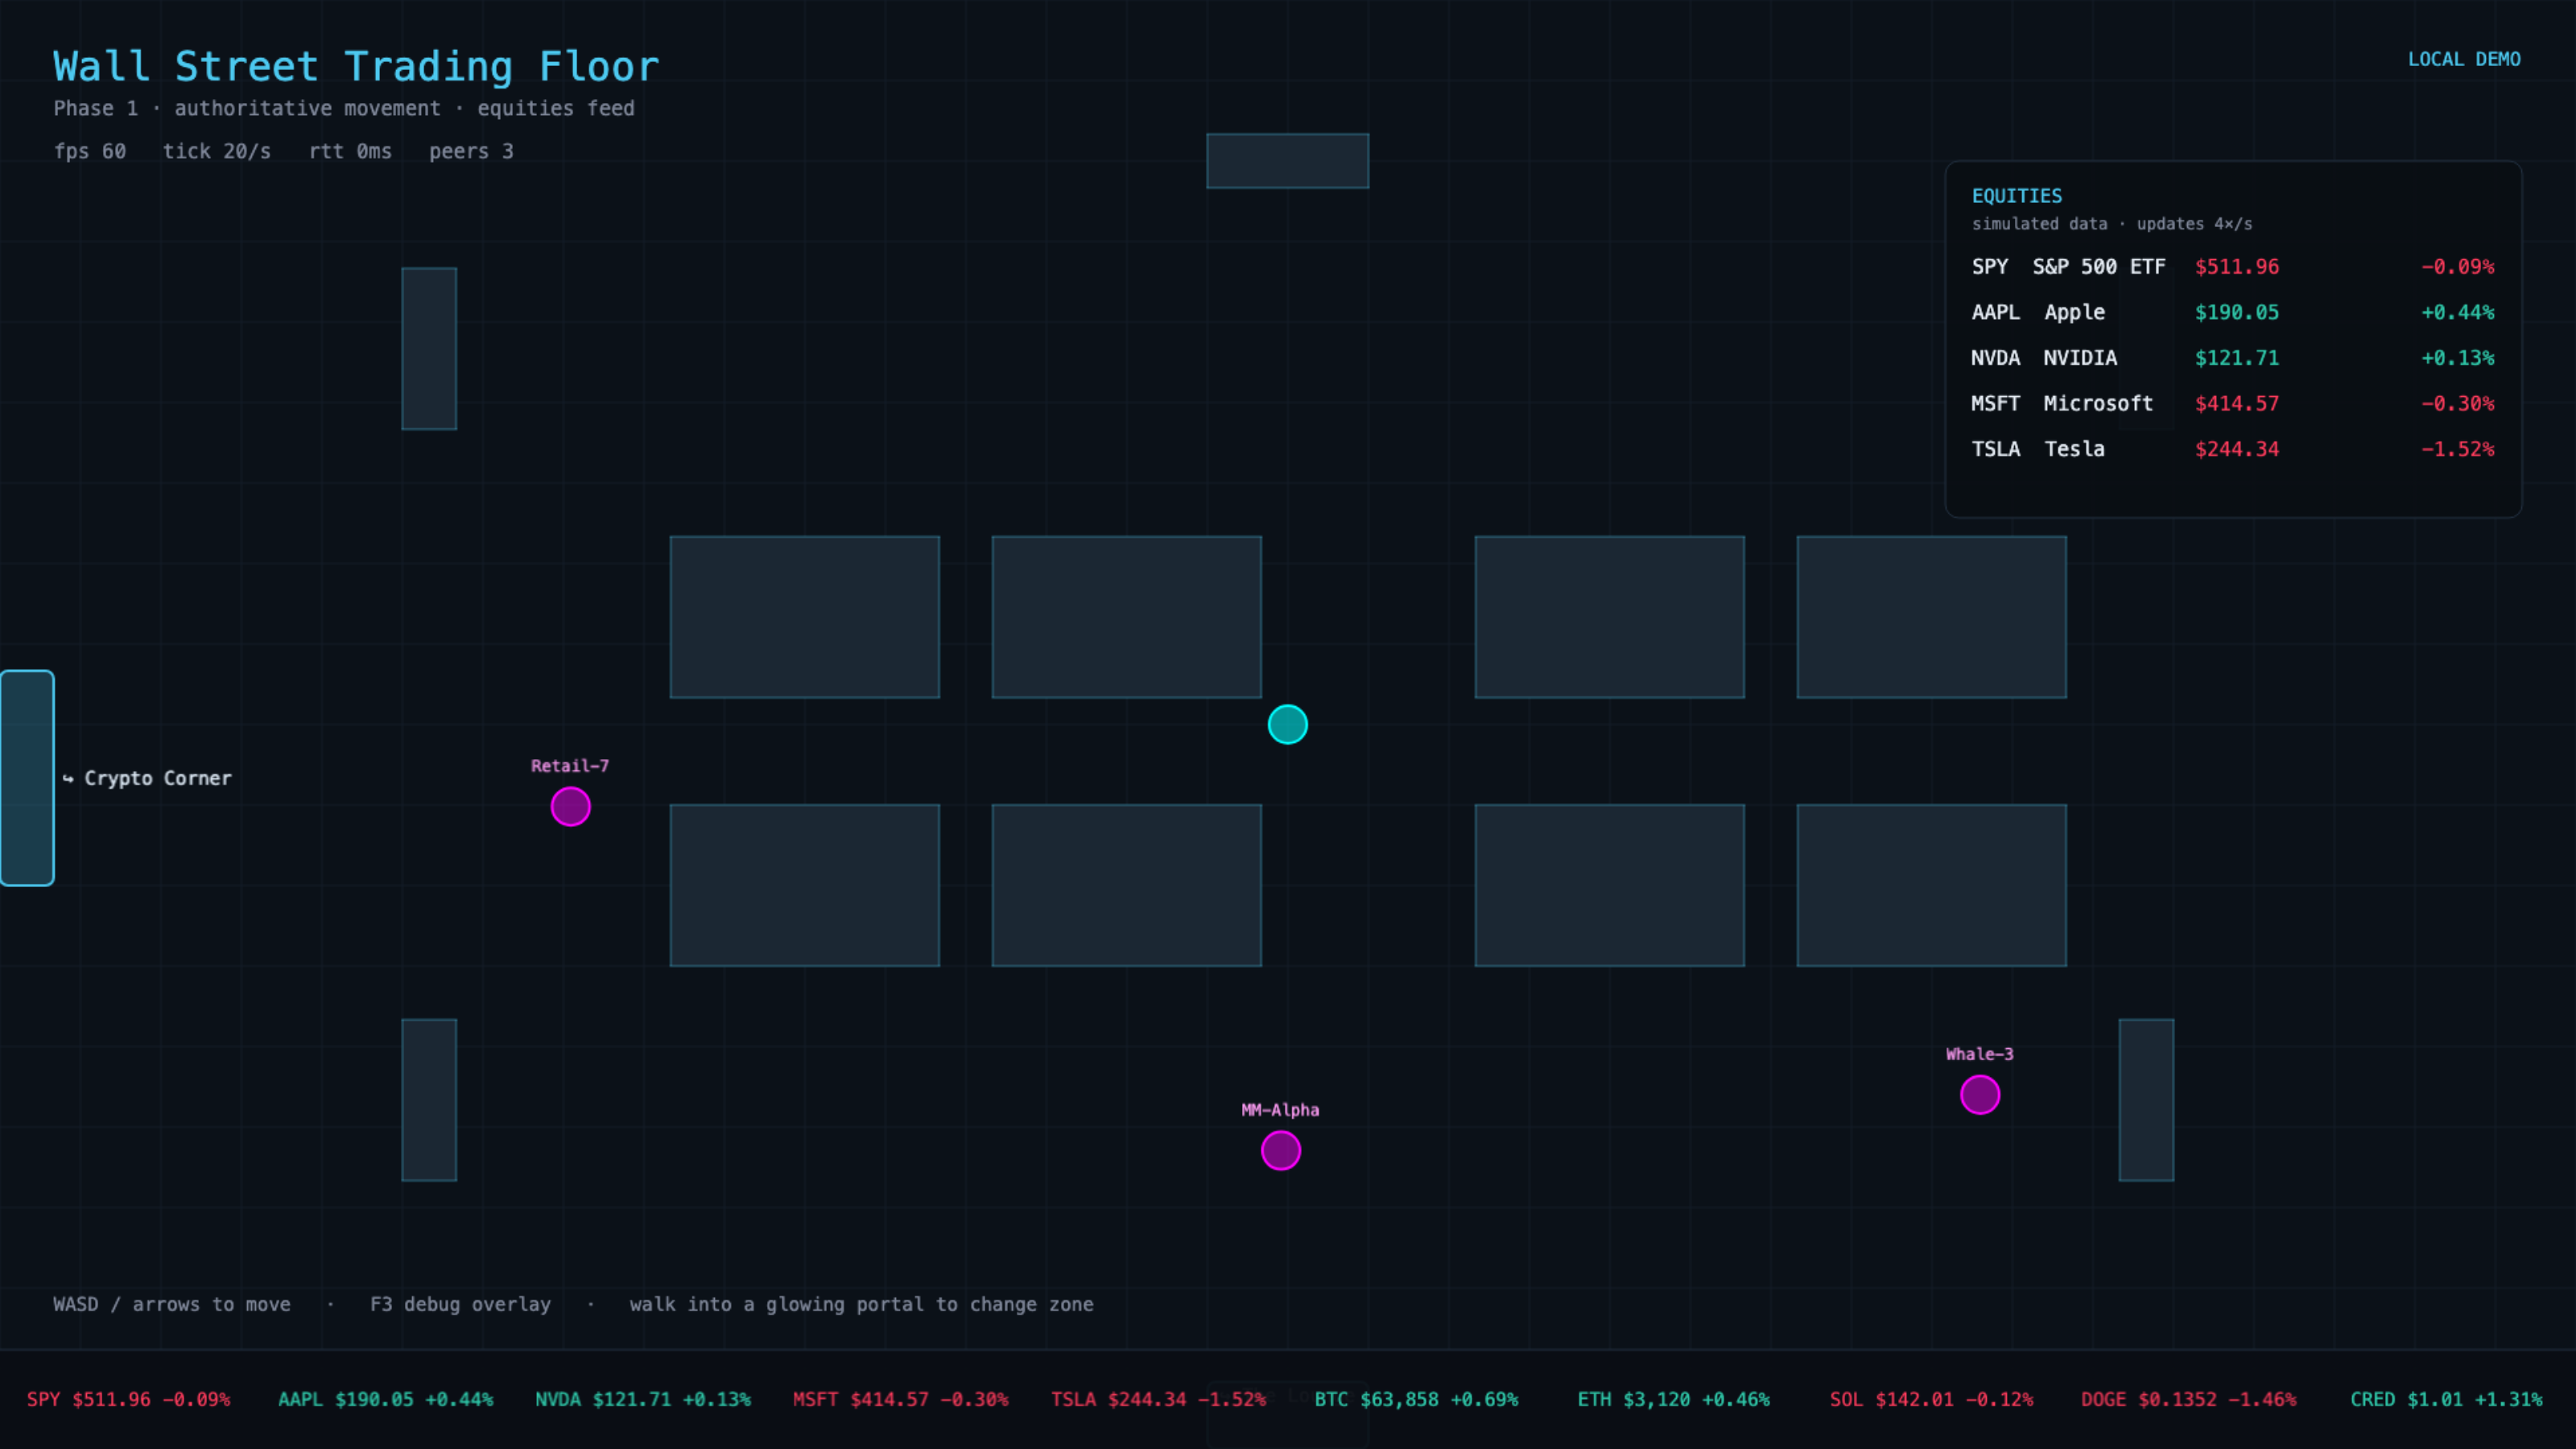 Wall Street Trading Floor
LOCAL DEMO
Phase 1 · authoritative movement · equities feed
fps 60 tick 20/s rtt 0ms peers 3
EQUITIES
simulated data · updates 4×/s
SPY S&P 500 ETF $511.96 −0.09%
AAPL Apple $190.05 +0.44%
NVDA NVIDIA $121.71 +0.13%
MSFT Microsoft $414.57 −0.30%
TSLA Tesla $244.34 −1.52%
Retail−7
↪ Crypto Corner
Whale−3
MM−Alpha
WASD / arrows to move · F3 debug overlay · walk into a glowing portal to change zone
SPY $511.96 −0.09% AAPL $190.05 +0.44% NVDA $121.71 +0.13% MSFT $414.57 −0.30% TSLA $244.34 −1.52% BTC $63,858 +0.69% ETH $3,120 +0.46% SOL $142.01 −0.12% DOGE $0.1352 −1.46% CRED $1.01 +1.31%